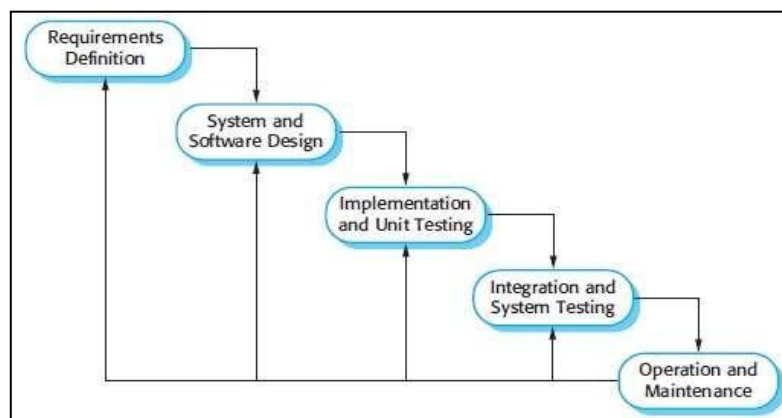 Requirements
Definition
System and
Software Design
Implementation
and Unit Testing
Integration and
System Testing
Operation and
Maintenance